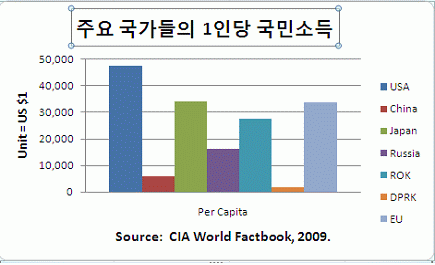 주요 국가들의 1인당 국민소득
50,000
40,000
30,000
20,000
10,000
0
Unit = US $1
USA
China
Japan
Russia
ROK
DPRK
EU
Per Capita
Source: CIA World Factbook, 2009.